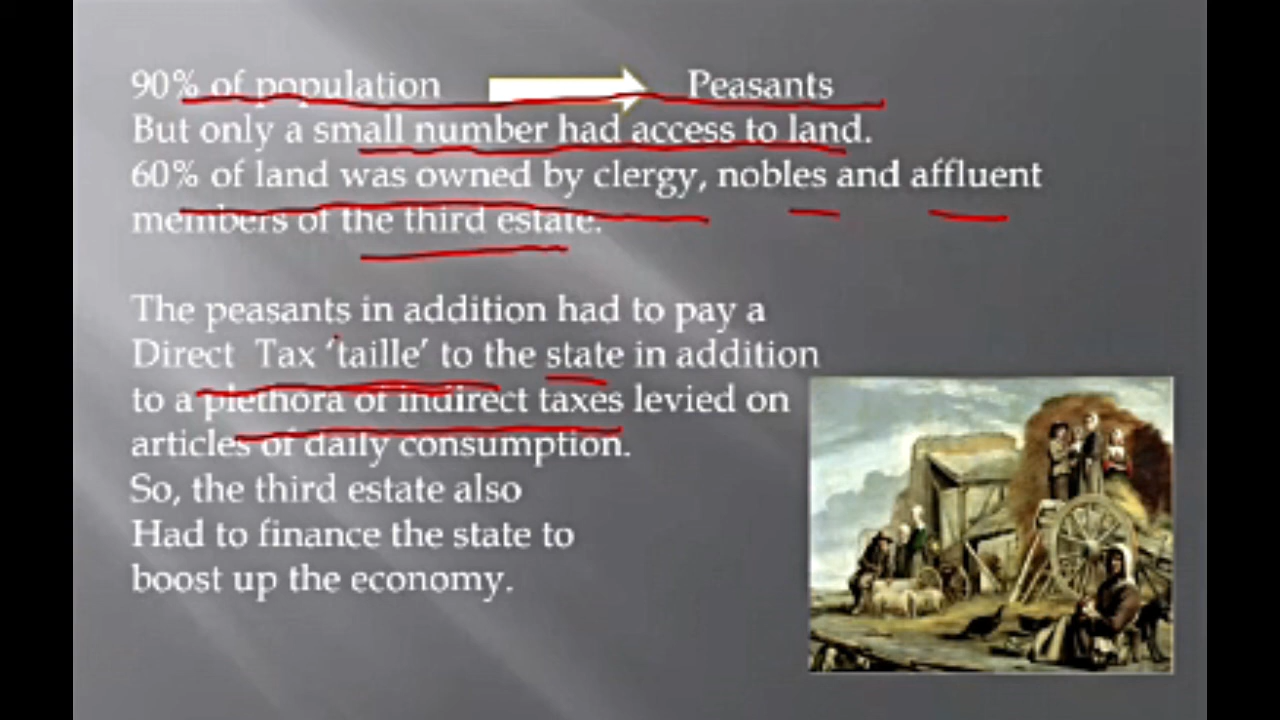 90% of population Peasants
But only a small number had access to land.
60% of land was owned by clergy, nobles and affluent
members of the third estate.
The peasants in addition had to pay a
Direct Tax ‘taille’ to the state in addition
to a plethora of indirect taxes levied on
articles of daily consumption.
So, the third estate also
Had to finance the state to
boost up the economy.